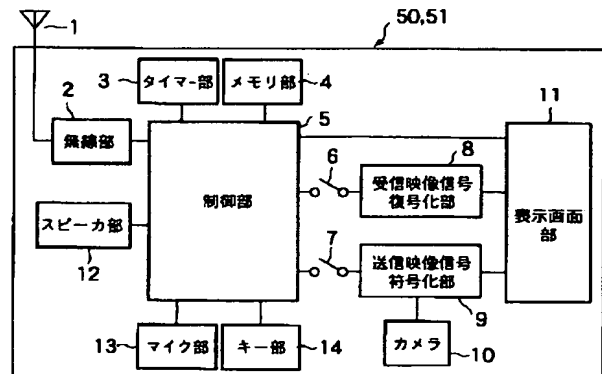 50,51
1
3
タイマー部
メモリ部
4
2
5
11
無線部
6
8
受信映像信号
復号化部
制御部
表示画面
部
スピーカ部
12
7
送信映像信号
符号化部
9
13
マイク部
キー部
14
カメラ
10